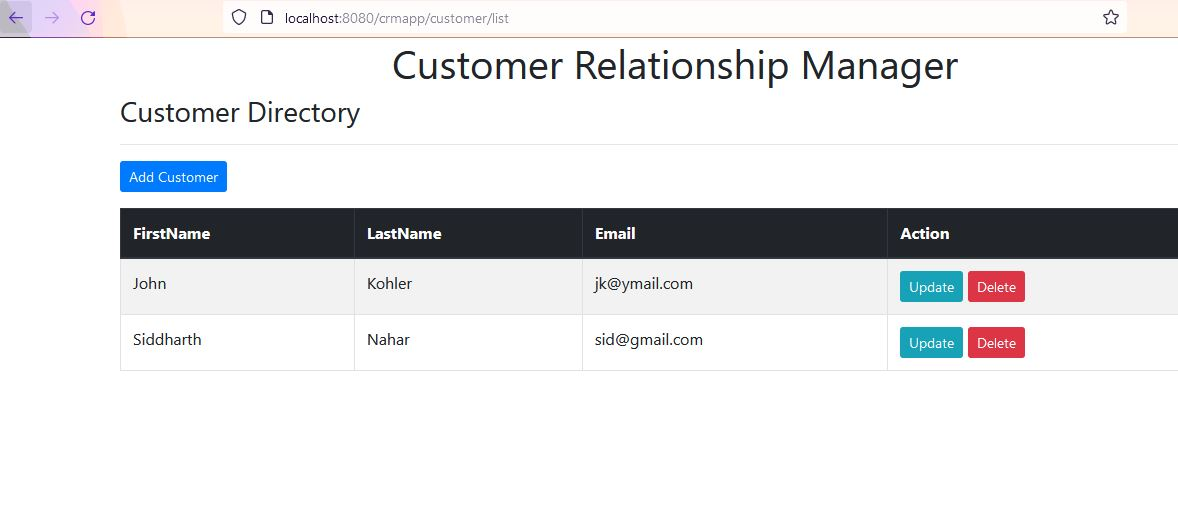 localhost:8080/crmapp/customer/list
Customer Relationship Manager
Customer Directory
Add Customer
FirstName LastName Email Action
John Kohler jk@ymail.com Update Delete
Siddharth Nahar sid@gmail.com Update Delete